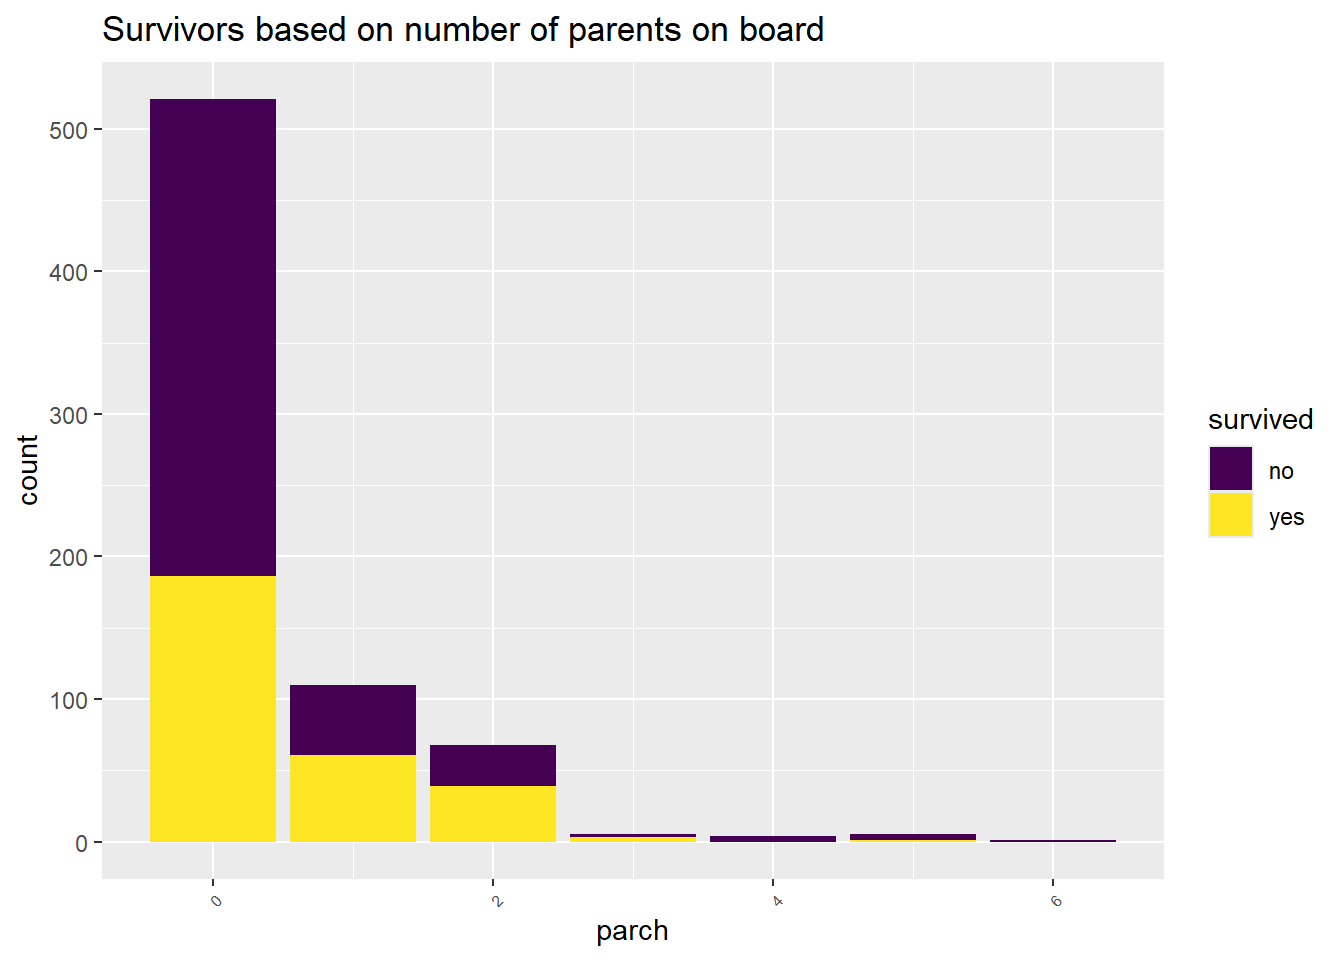 Survivors based on number of parents on board
500
400
300
200
100
0
count
0
2
4
6
parch
survived
no
yes